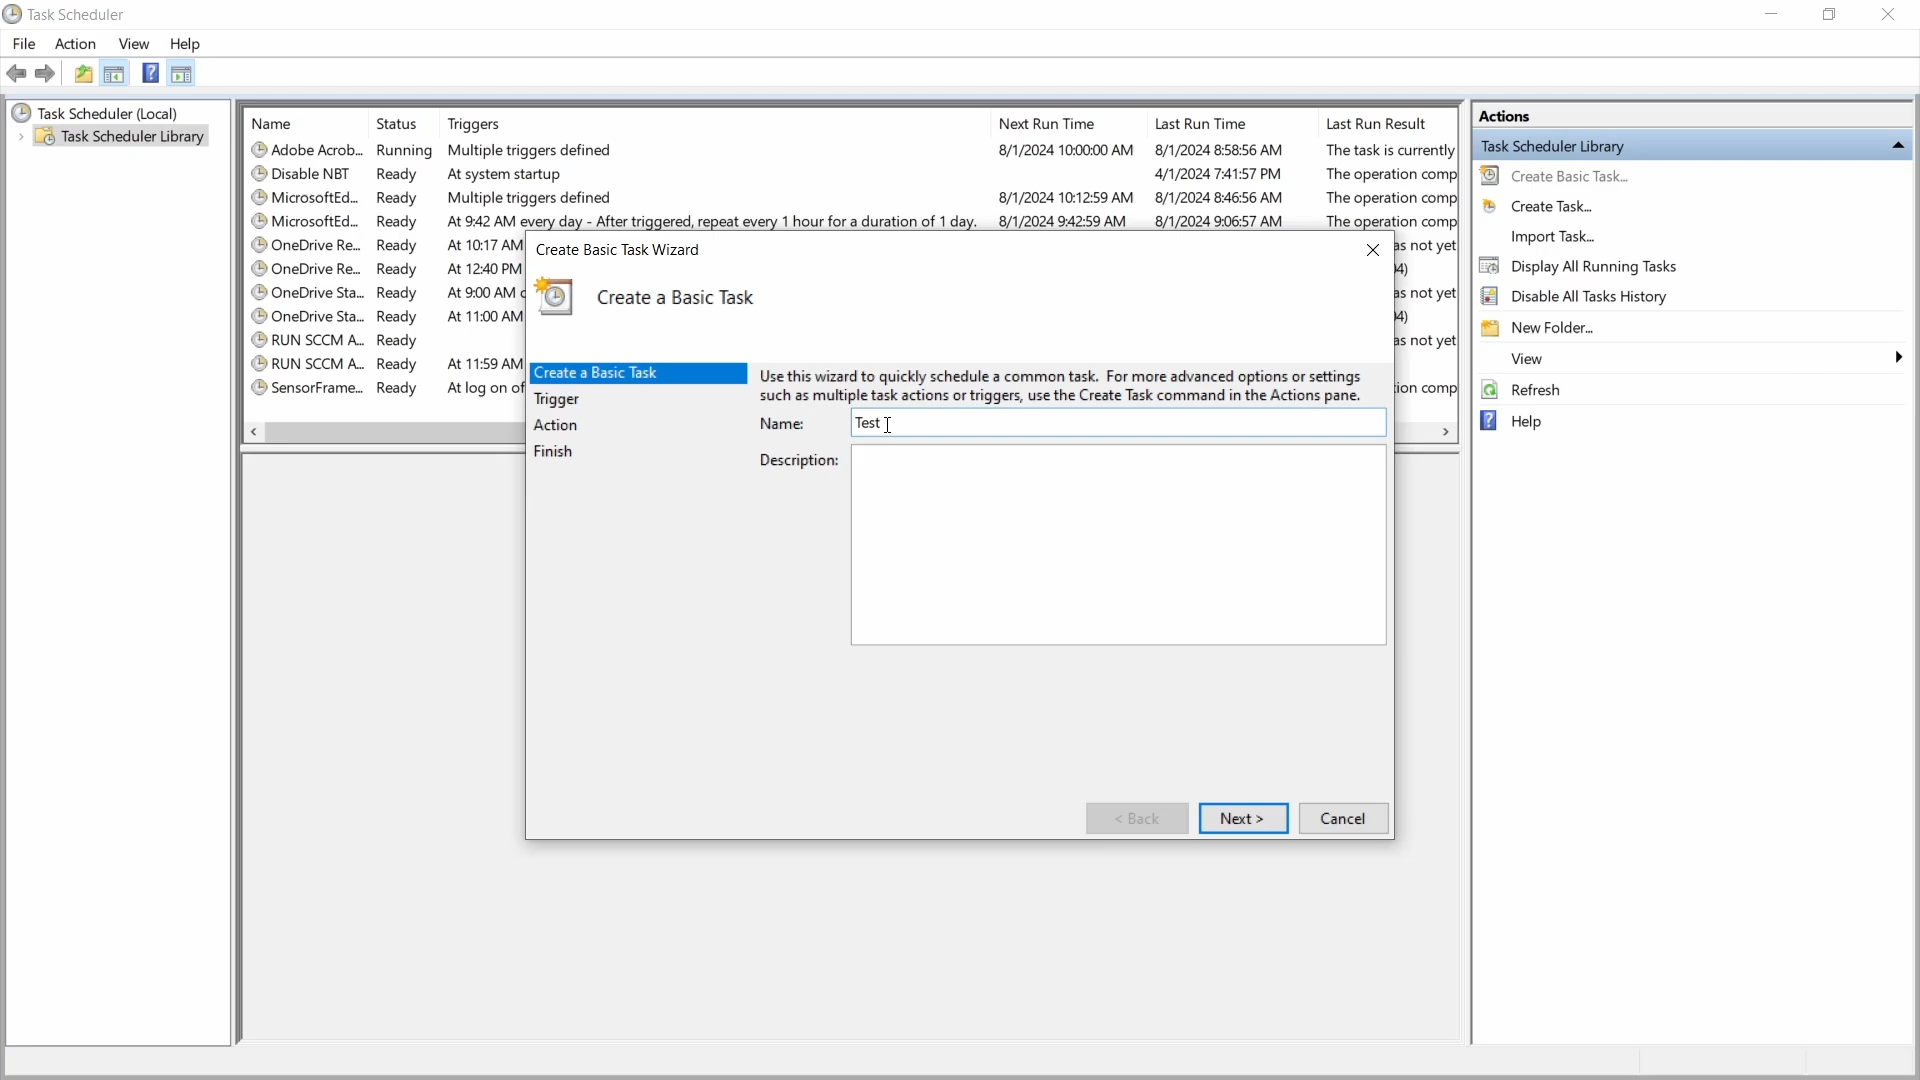 Task Scheduler
File Action View Help
Task Scheduler (Local)
Task Scheduler Library
Name Status Triggers Next Run Time Last Run Time Last Run Result
Adobe Acrob... Running Multiple triggers defined 8/1/2024 10:00:00 AM 8/1/2024 8:58:56 AM The task is currently
Disable NBT Ready At system startup 4/1/2024 7:41:57 PM The operation comp
MicrosoftEd... Ready Multiple triggers defined 8/1/2024 10:12:59 AM 8/1/2024 8:46:56 AM The operation comp
MicrosoftEd... Ready At 9:42 AM every day - After triggered, repeat every 1 hour for a duration of 1 day. 8/1/2024 9:42:59 AM 8/1/2024 9:06:57 AM The operation comp
OneDrive Re... Ready At 10:17 AM as not yet
OneDrive Re... Ready At 12:40 PM 04)
OneDrive Sta... Ready At 9:00 AM as not yet
OneDrive Sta... Ready At 11:00 AM 04)
RUN SCCM A... Ready as not yet
RUN SCCM A... Ready At 11:59 AM
SensorFrame... Ready At log on of ion comp
Create Basic Task Wizard
Create a Basic Task
Create a Basic Task
Trigger
Action
Finish
Use this wizard to quickly schedule a common task. For more advanced options or settings
such as multiple task actions or triggers, use the Create Task command in the Actions pane.
Name: Test
Description:
< Back Next > Cancel
Actions
Task Scheduler Library
Create Basic Task...
Create Task...
Import Task...
Display All Running Tasks
Disable All Tasks History
New Folder...
View
Refresh
Help